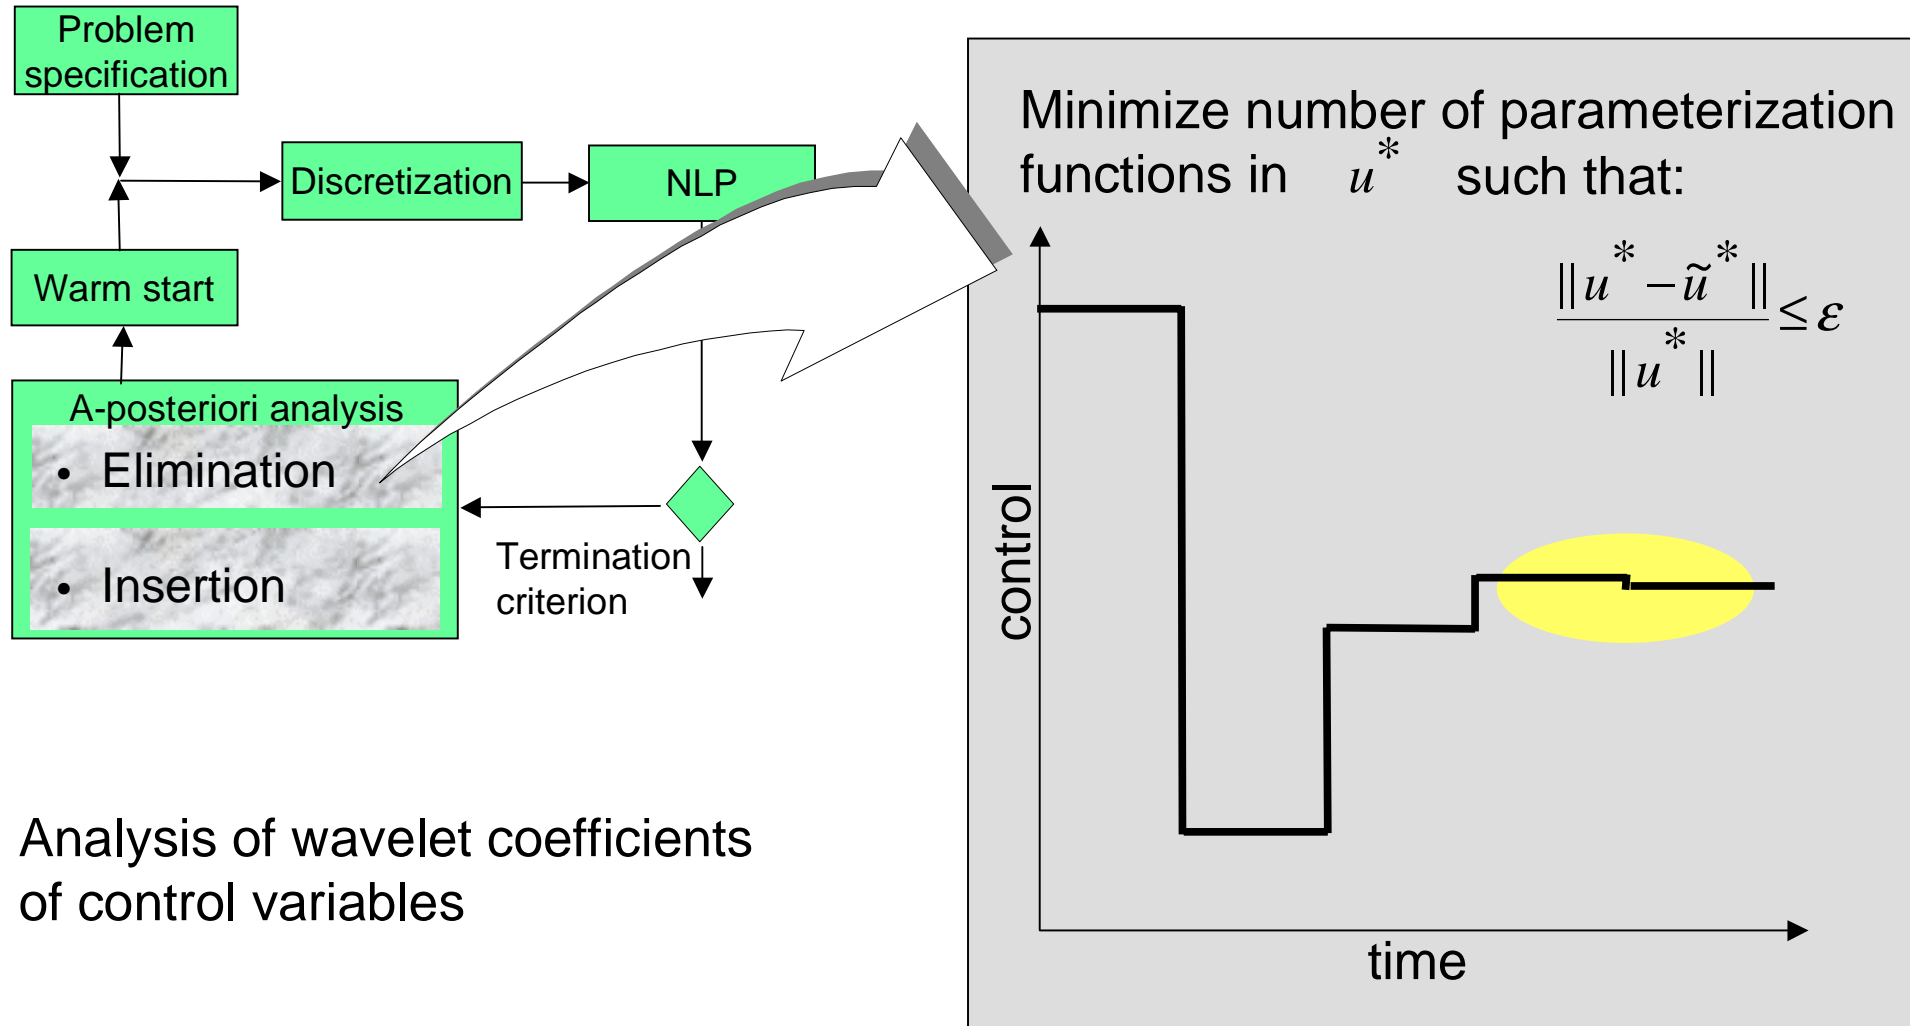 Problem
specification
Discretization
NLP
Warm start
A-posteriori analysis
• Elimination
• Insertion
Termination
criterion
Analysis of wavelet coefficients
of control variables
Minimize number of parameterization
functions in u* such that:
||u* − ũ*||
≤ ε
||u*||
control
time